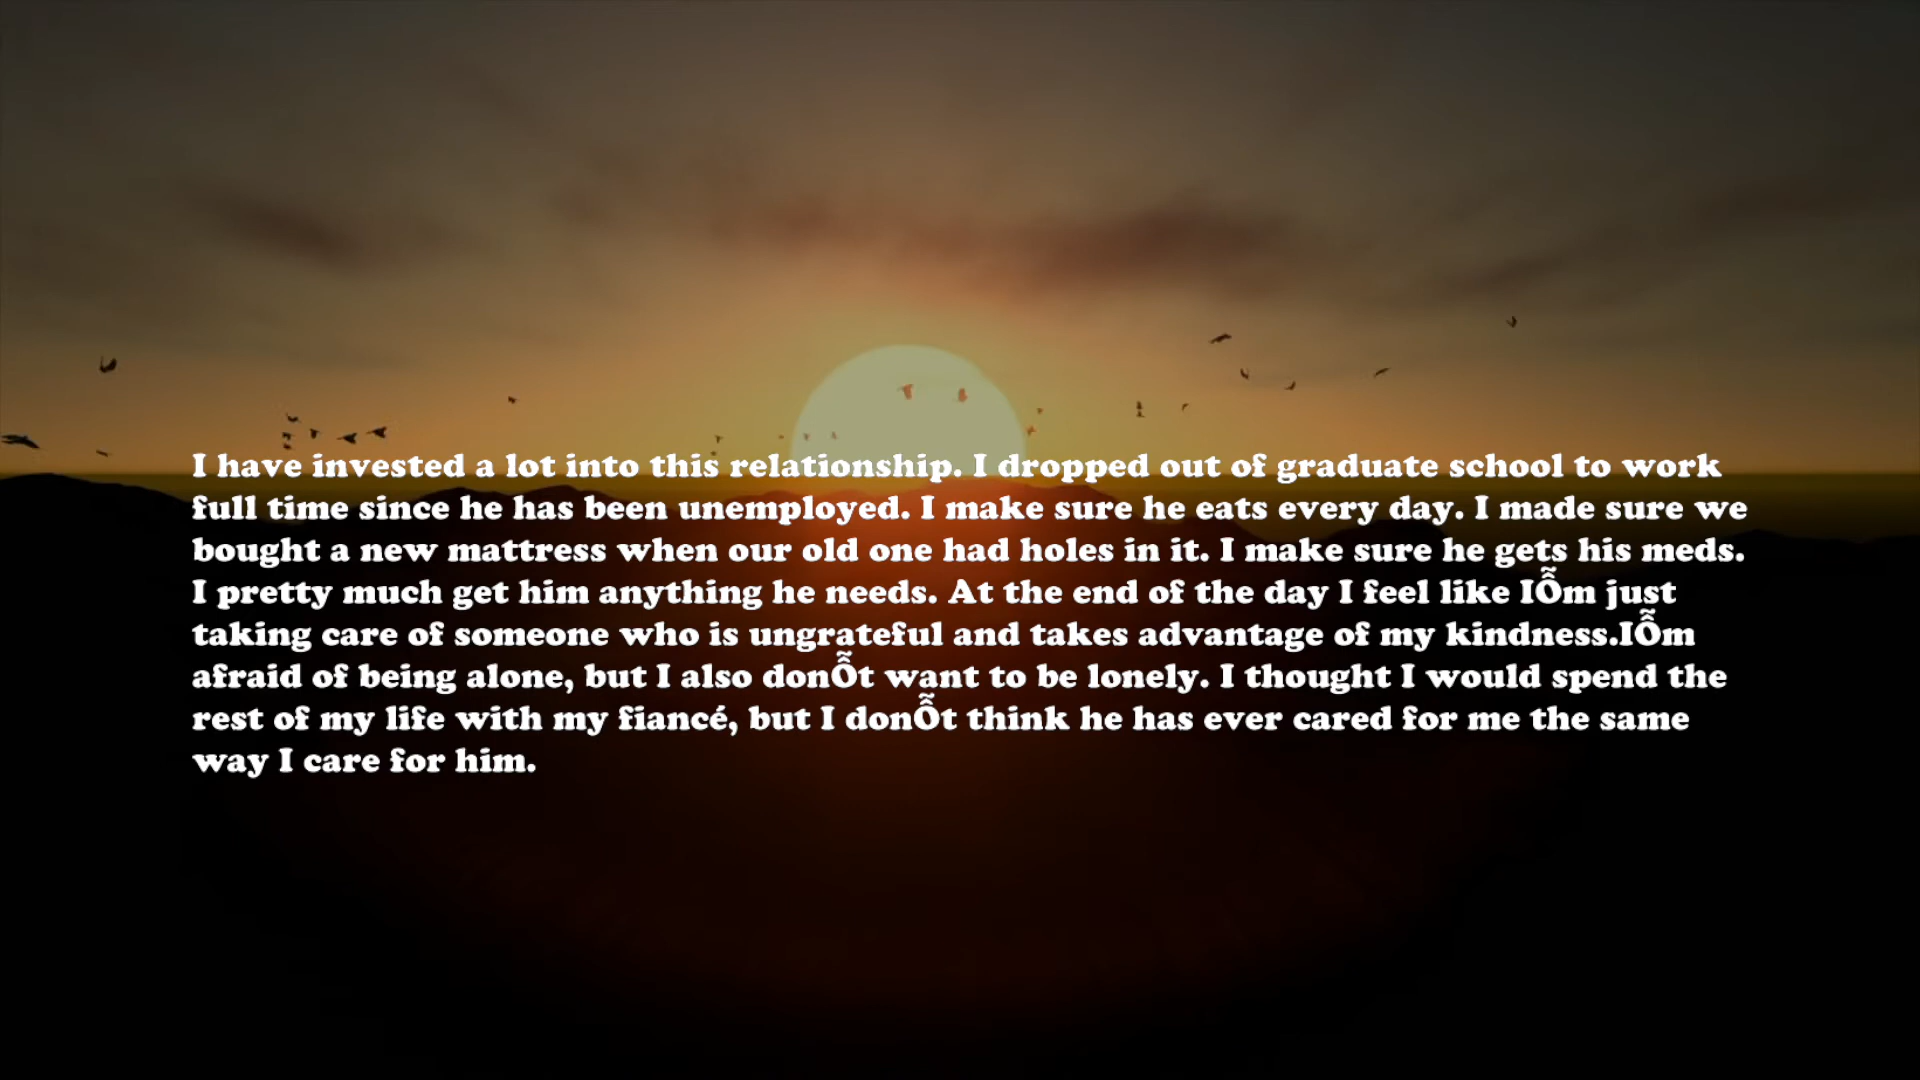 I have invested a lot into this relationship. I dropped out of graduate school to work
full time since he has been unemployed. I make sure he eats every day. I made sure we
bought a new mattress when our old one had holes in it. I make sure he gets his meds.
I pretty much get him anything he needs. At the end of the day I feel like IỖm just
taking care of someone who is ungrateful and takes advantage of my kindness.IỖm
afraid of being alone, but I also donỖt want to be lonely. I thought I would spend the
rest of my life with my fiancé, but I donỖt think he has ever cared for me the same
way I care for him.